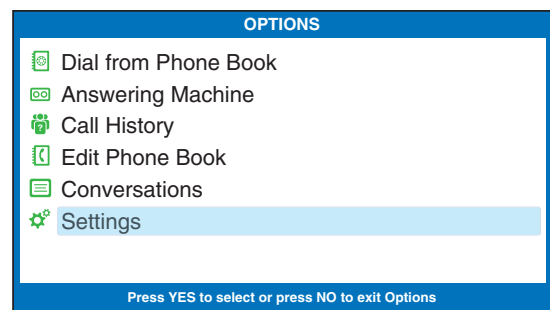 OPTIONS
Dial from Phone Book
Answering Machine
Call History
Edit Phone Book
Conversations
Settings
Press YES to select or press NO to exit Options